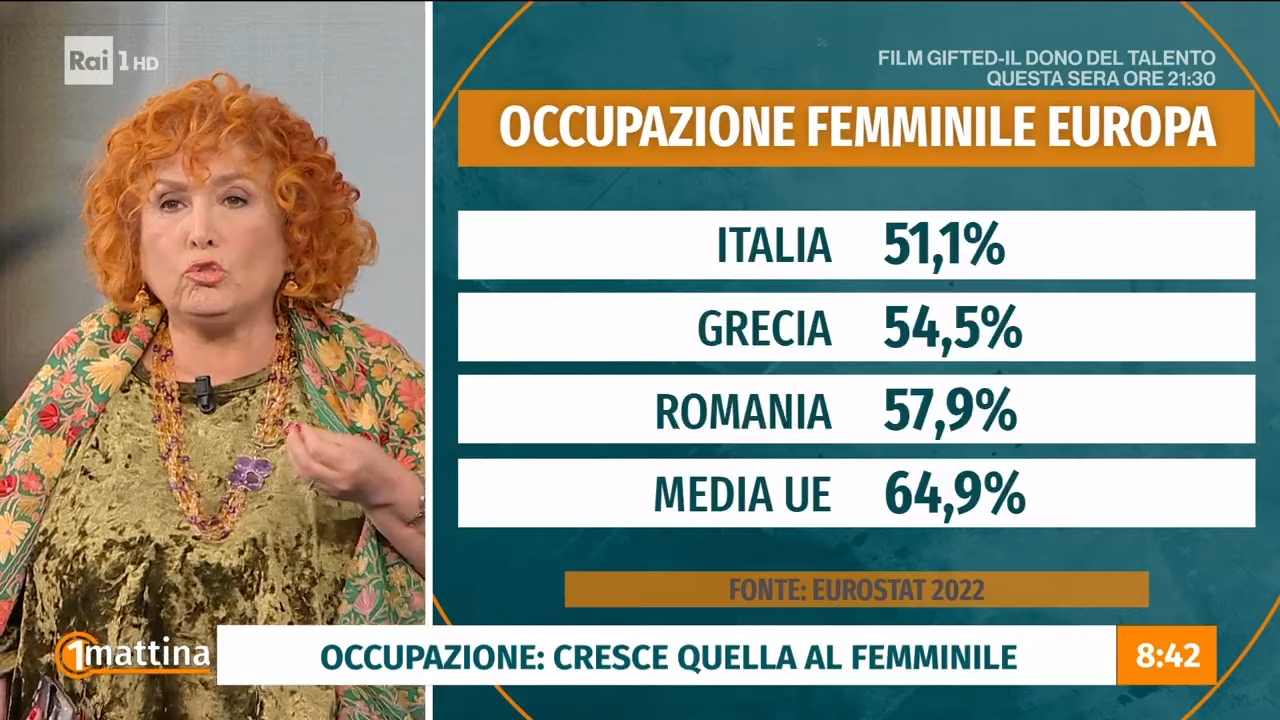 Rai 1 HD
FILM GIFTED-IL DONO DEL TALENTO
QUESTA SERA ORE 21:30
OCCUPAZIONE FEMMINILE EUROPA
ITALIA 51,1%
GRECIA 54,5%
ROMANIA 57,9%
MEDIA UE 64,9%
FONTE: EUROSTAT 2022
1mattina
OCCUPAZIONE: CRESCE QUELLA AL FEMMINILE
8:42